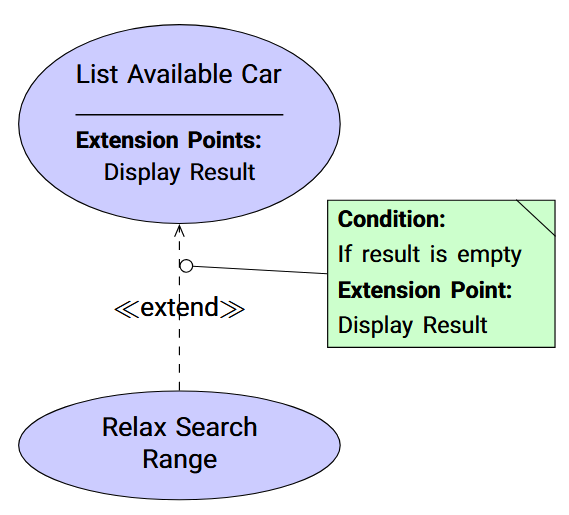 List Available Car
Extension Points:
Display Result
Condition:
If result is empty
Extension Point:
Display Result
≪extend≫
Relax Search
Range